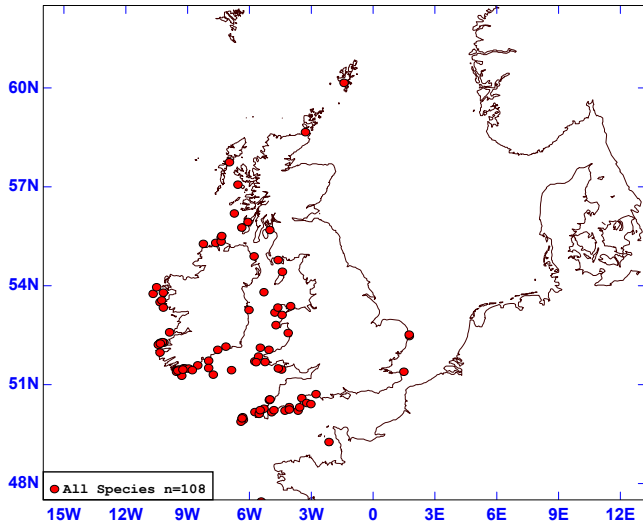 60N
57N
54N
51N
48N
All Species n=108
15W 12W 9W 6W 3W 0 3E 6E 9E 12E